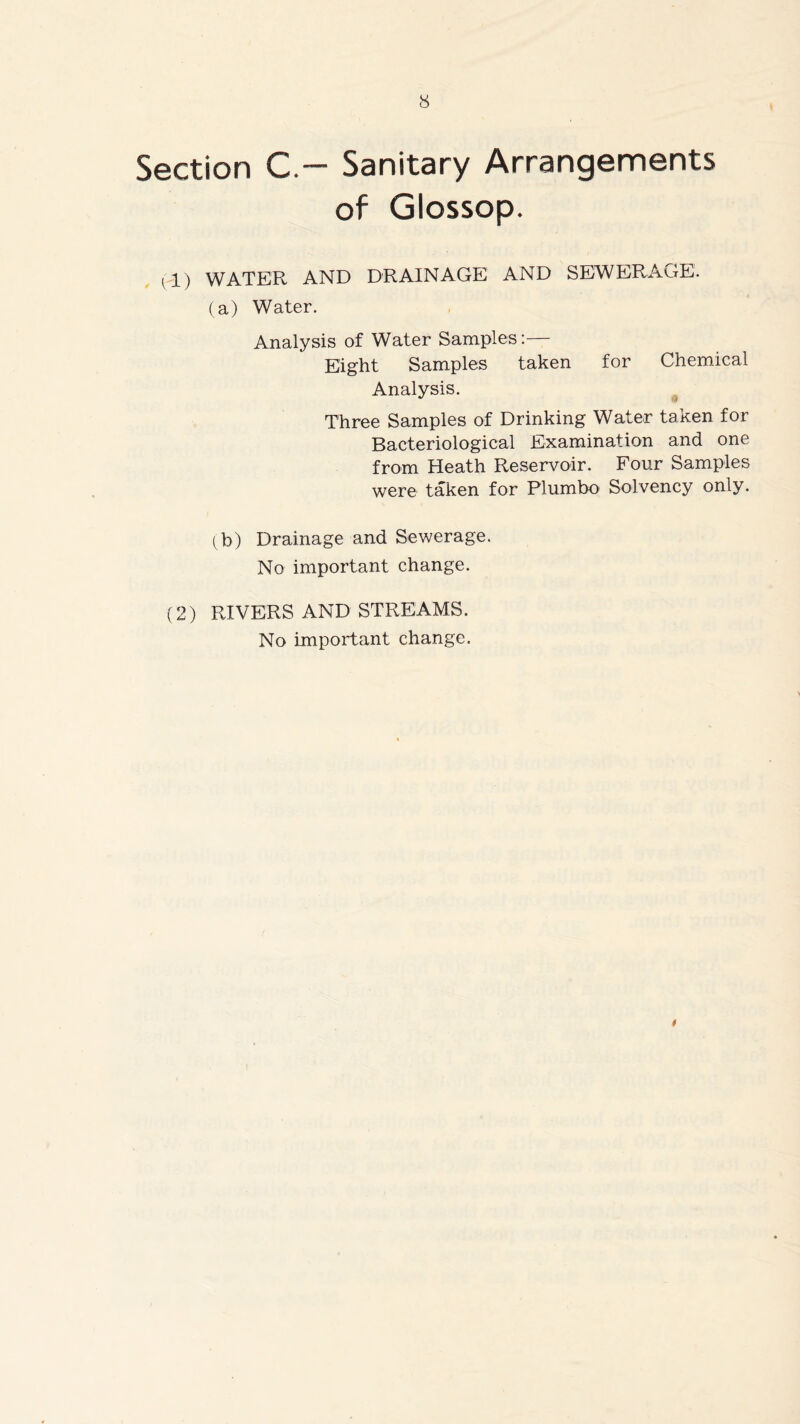 8
Section C.— Sanitary Arrangements
of Glossop.
(1) WATER AND DRAINAGE AND SEWERAGE.
(a) Water.
Analysis of Water Samples:—
Eight Samples taken for Chemical
Analysis.
Three Samples of Drinking Water taken for
Bacteriological Examination and one
from Heath Reservoir. Four Samples
were taken for Plumbo Solvency only.
(b) Drainage and Sewerage.
No important change.
(2) RIVERS AND STREAMS.
No important change.